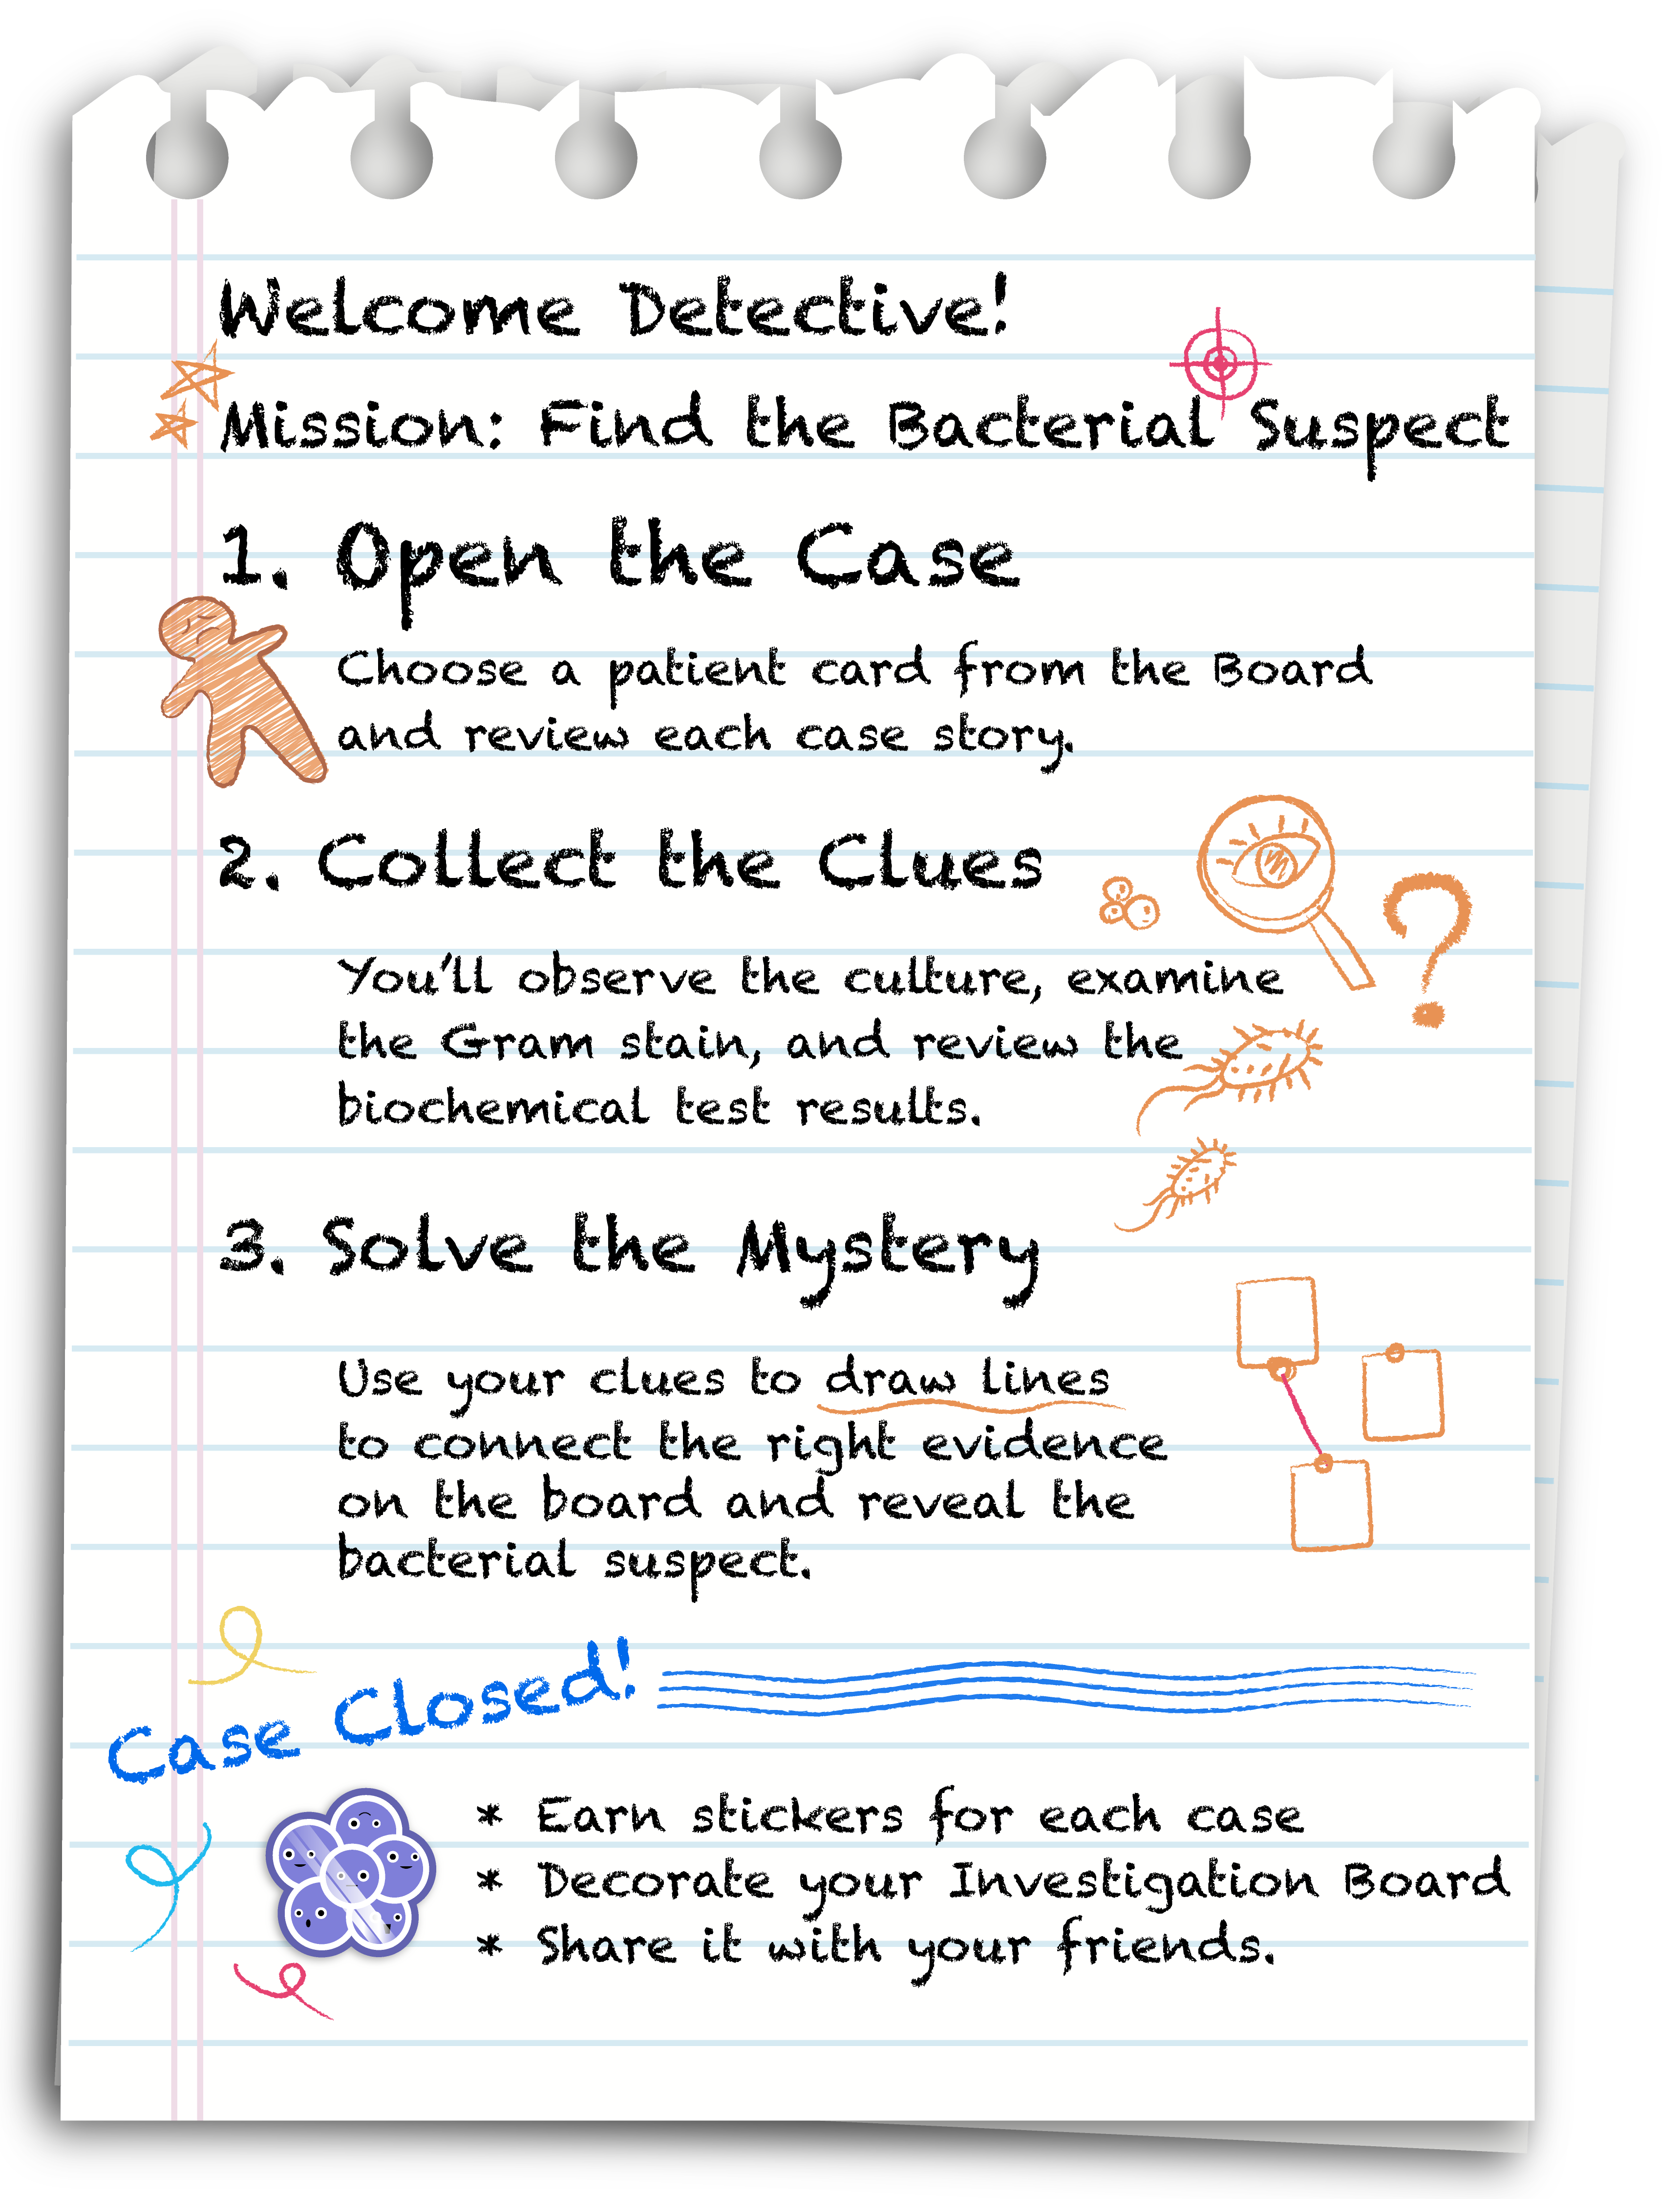 Welcome Detective!
Mission: Find the Bacterial Suspect
1. Open the Case
Choose a patient card from the Board
and review each case story.
2. Collect the Clues
You'll observe the culture, examine
the Gram stain, and review the
biochemical test results.
3. Solve the Mystery
Use your clues to draw lines
to connect the right evidence
on the board and reveal the
bacterial suspect.
Case Closed!
* Earn stickers for each case
* Decorate your Investigation Board
* Share it with your friends.